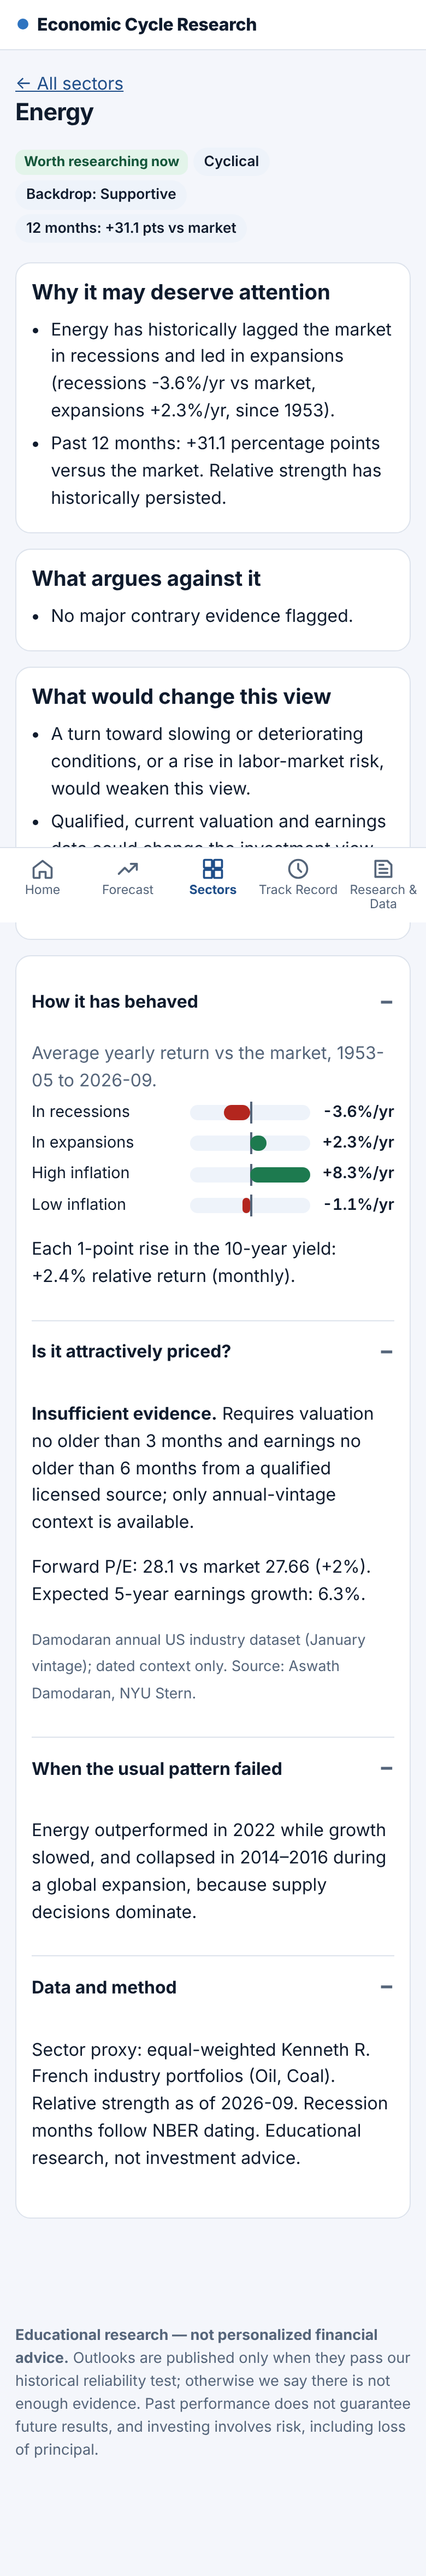 Economic Cycle Research
← All sectors
Energy
Worth researching now
Cyclical
Backdrop: Supportive
12 months: +31.1 pts vs market
Why it may deserve attention
• Energy has historically lagged the market
in recessions and led in expansions
(recessions -3.6%/yr vs market,
expansions +2.3%/yr, since 1953).
• Past 12 months: +31.1 percentage points
versus the market. Relative strength has
historically persisted.
What argues against it
• No major contrary evidence flagged.
What would change this view
• A turn toward slowing or deteriorating
conditions, or a rise in labor-market risk,
would weaken this view.
• Qualified, current valuation and earnings
Home
Forecast
Sectors
Track Record
Research &
Data
How it has behaved
Average yearly return vs the market, 1953-
05 to 2026-09.
In recessions -3.6%/yr
In expansions +2.3%/yr
High inflation +8.3%/yr
Low inflation -1.1%/yr
Each 1-point rise in the 10-year yield:
+2.4% relative return (monthly).
Is it attractively priced?
Insufficient evidence. Requires valuation
no older than 3 months and earnings no
older than 6 months from a qualified
licensed source; only annual-vintage
context is available.
Forward P/E: 28.1 vs market 27.66 (+2%).
Expected 5-year earnings growth: 6.3%.
Damodaran annual US industry dataset (January
vintage); dated context only. Source: Aswath
Damodaran, NYU Stern.
When the usual pattern failed
Energy outperformed in 2022 while growth
slowed, and collapsed in 2014–2016 during
a global expansion, because supply
decisions dominate.
Data and method
Sector proxy: equal-weighted Kenneth R.
French industry portfolios (Oil, Coal).
Relative strength as of 2026-09. Recession
months follow NBER dating. Educational
research, not investment advice.
Educational research — not personalized financial
advice. Outlooks are published only when they pass our
historical reliability test; otherwise we say there is not
enough evidence. Past performance does not guarantee
future results, and investing involves risk, including loss
of principal.